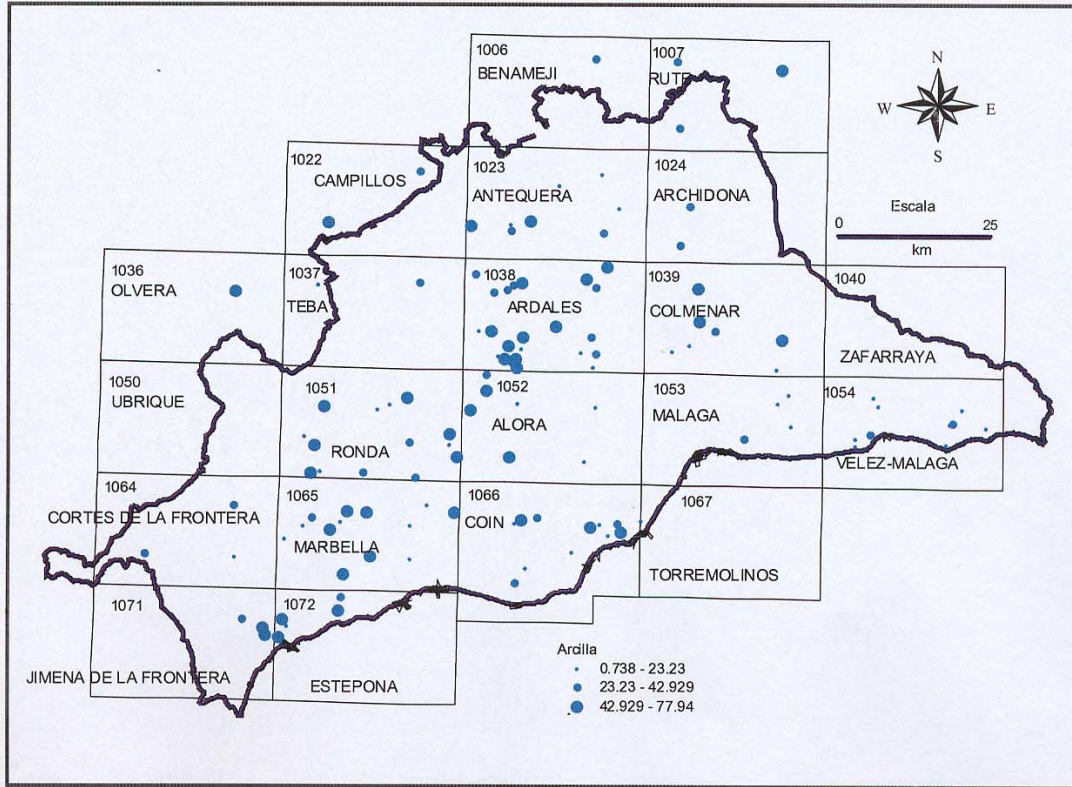 1006
BENAMEJI
1007
RUTE
N
W E
S
1022
CAMPILLOS
1023
ANTEQUERA
1024
ARCHIDONA
Escala
0 25
km
1036
OLVERA
1037
TEBA
1038
ARDALES
1039
COLMENAR
1040
ZAFARRAYA
1050
UBRIQUE
1051
RONDA
1052
ALORA
1053
MALAGA
1054
VELEZ-MALAGA
1064
CORTES DE LA FRONTERA
1065
MARBELLA
1066
COIN
1067
TORREMOLINOS
1071
JIMENA DE LA FRONTERA
1072
ESTEPONA
Arcilla
0.738 - 23.23
23.23 - 42.929
42.929 - 77.94